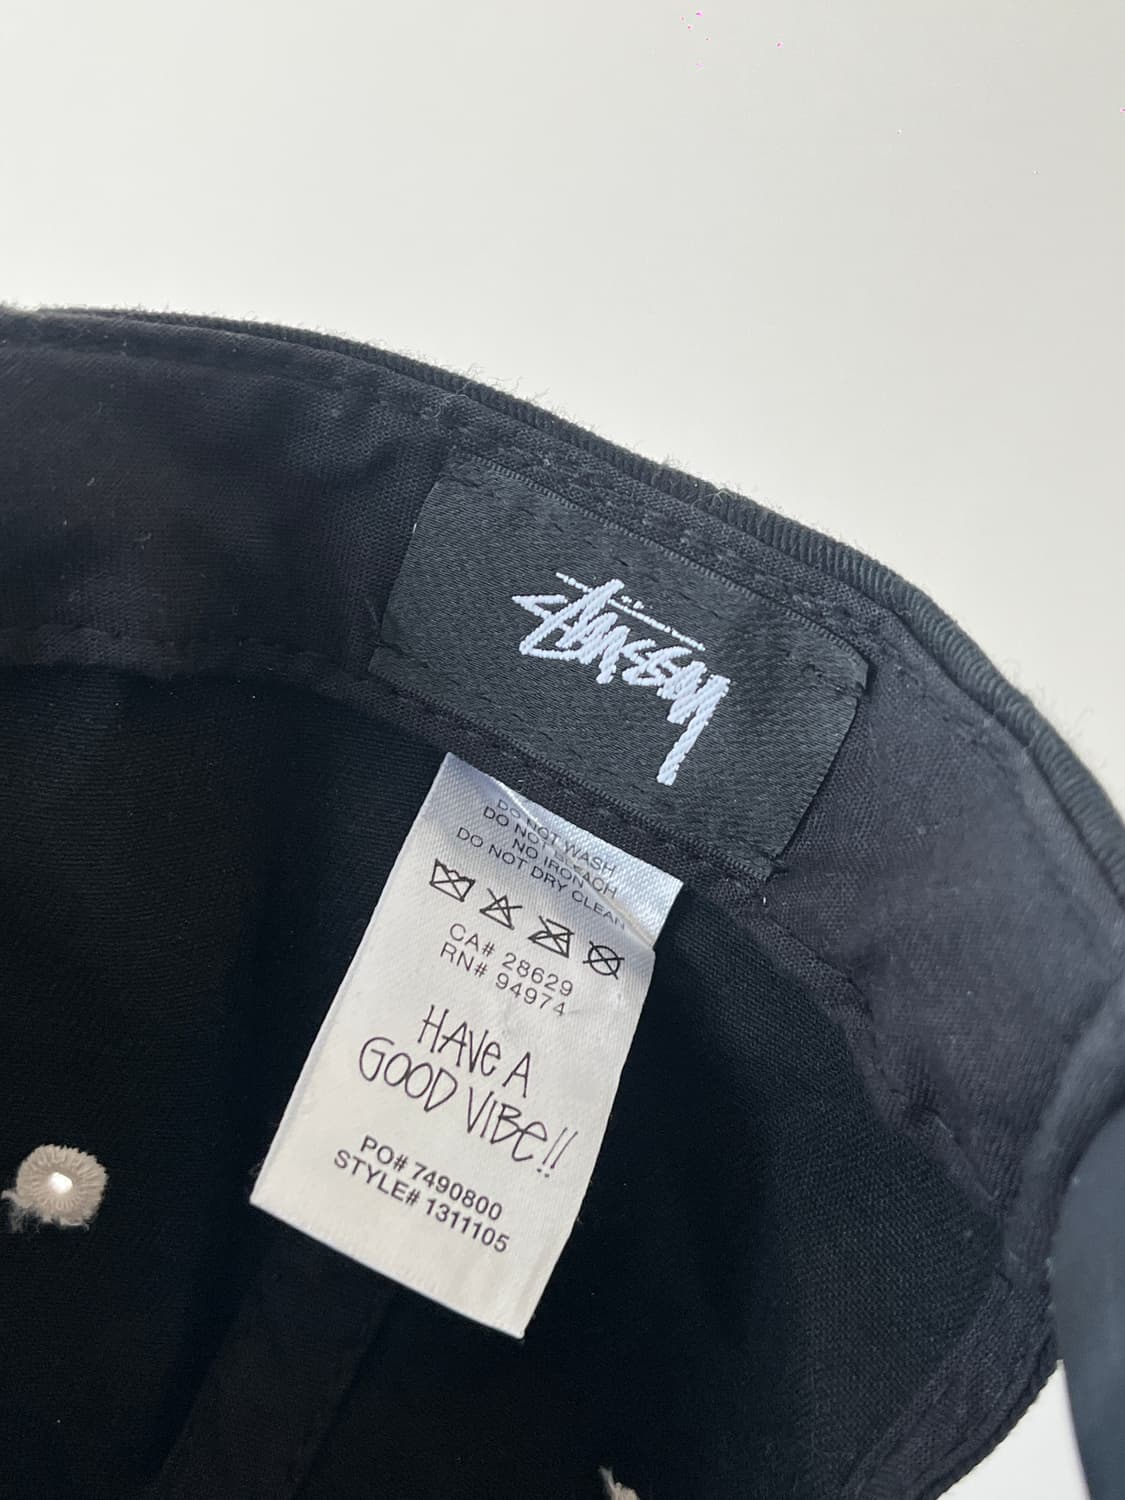 Stüssy
DO NOT WASH
DO NOT BLEACH
NO IRON
DO NOT DRY CLEAN
CA# 28629
RN# 94974
HAVE A
GOOD VIBE!!
PO# 7490800
STYLE# 1311105